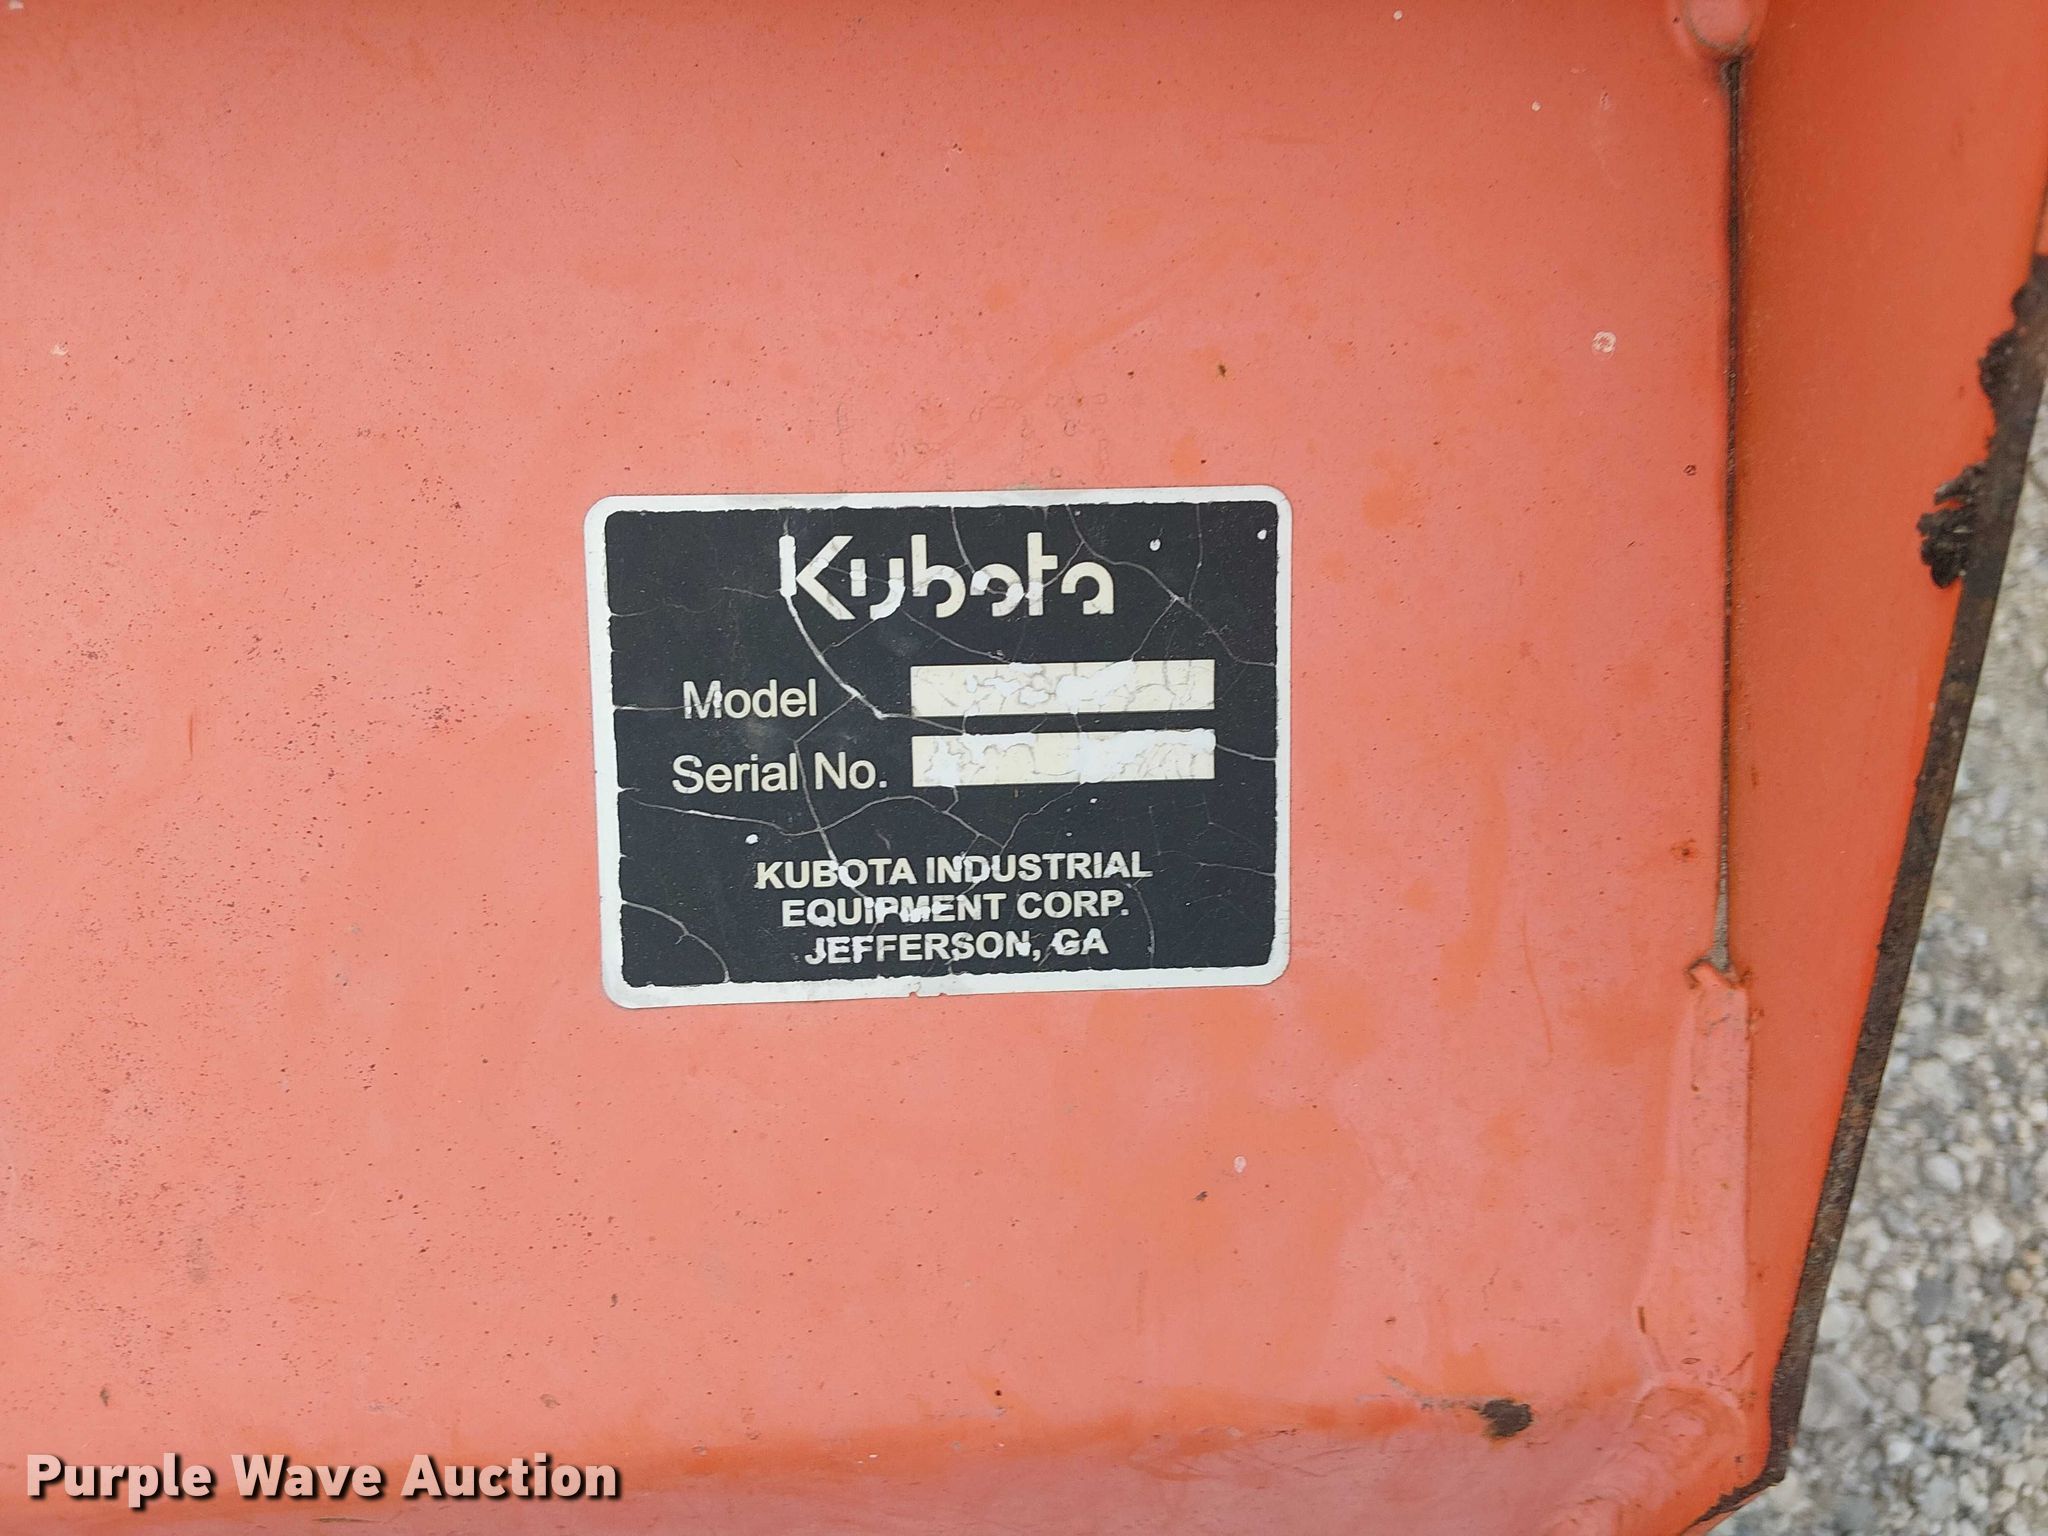 Kubota
Model
Serial No.
KUBOTA INDUSTRIAL
EQUIPMENT CORP.
JEFFERSON, GA
Purple Wave Auction